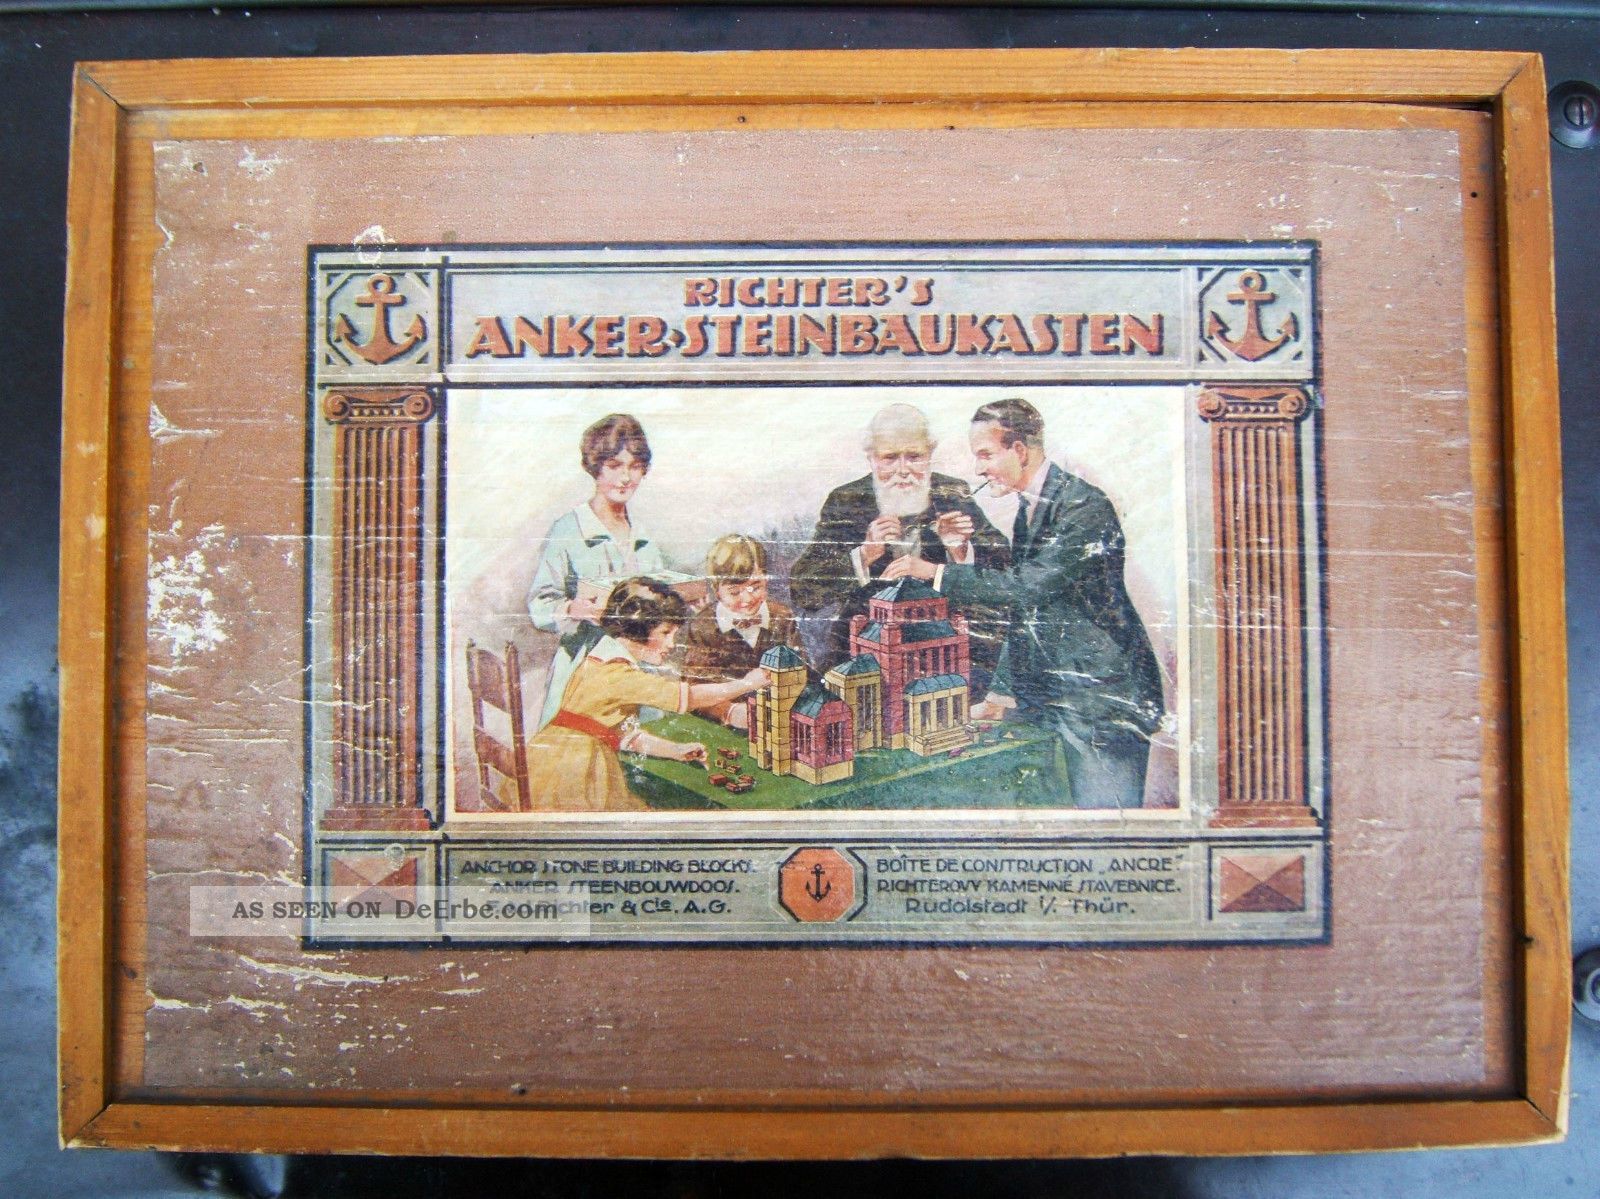 RICHTER'S
ANKER·STEINBAUKASTEN
ANCHOR STONE BUILDING BLOCKS.
ANKER STEENBOUWDOOS.
Richter & Cie. A.G.
BOÎTE DE CONSTRUCTION „ANCRE".
RICHTEROVY KAMENNÉ STAVEBNICE.
Rudolstadt i/. Thür.
AS SEEN ON DeErbe.com